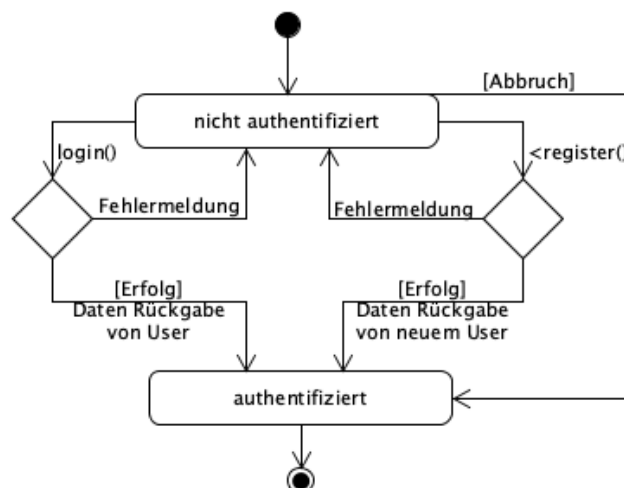 [Abbruch]
nicht authentifiziert
login()
<register()
Fehlermeldung
Fehlermeldung
[Erfolg]
Daten Rückgabe
von User
[Erfolg]
Daten Rückgabe
von neuem User
authentifiziert